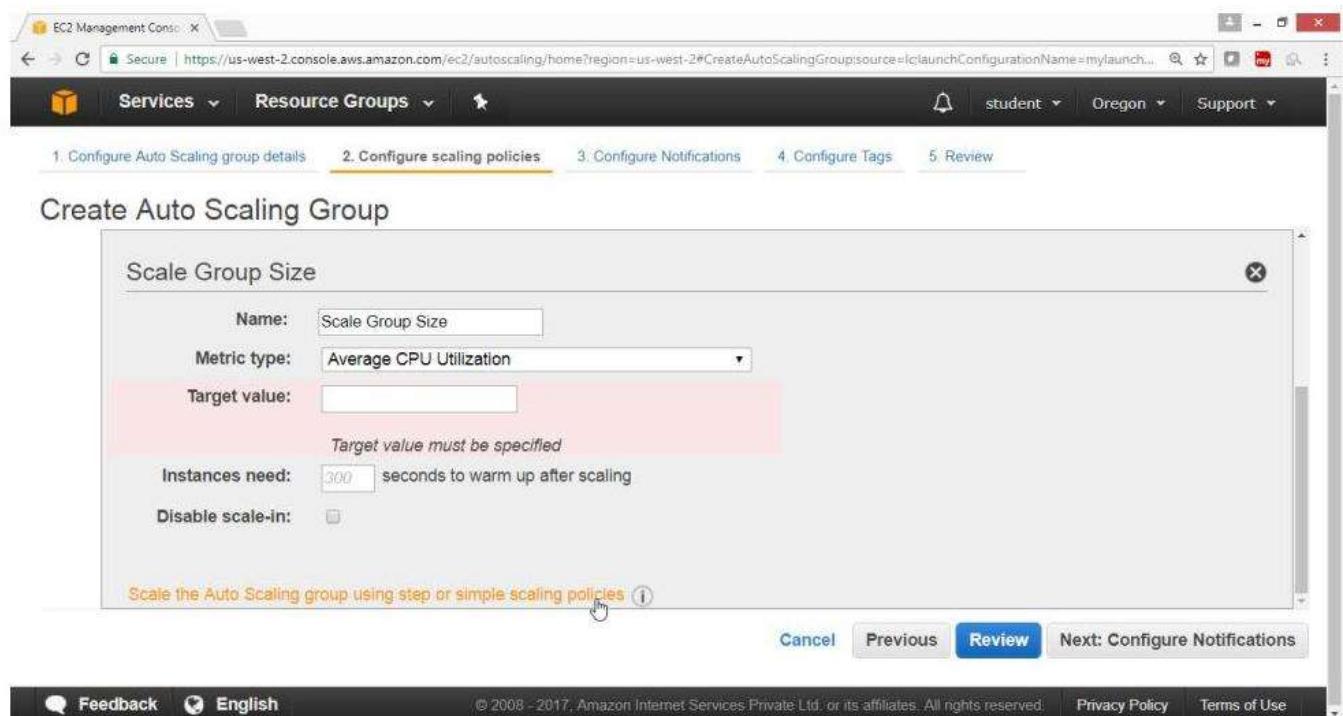 EC2 Management Conso
Secure | https://us-west-2.console.aws.amazon.com/ec2/autoscaling/home?region=us-west-2#CreateAutoScalingGroup:source=lc;launchConfigurationName=mylaunch...
Services Resource Groups student Oregon Support
1. Configure Auto Scaling group details 2. Configure scaling policies 3. Configure Notifications 4. Configure Tags 5. Review
Create Auto Scaling Group
Scale Group Size
Name: Scale Group Size
Metric type: Average CPU Utilization
Target value:
Target value must be specified
Instances need: 300 seconds to warm up after scaling
Disable scale-in:
Scale the Auto Scaling group using step or simple scaling policies
Cancel Previous Review Next: Configure Notifications
Feedback English © 2008 - 2017, Amazon Internet Services Private Ltd. or its affiliates. All rights reserved. Privacy Policy Terms of Use